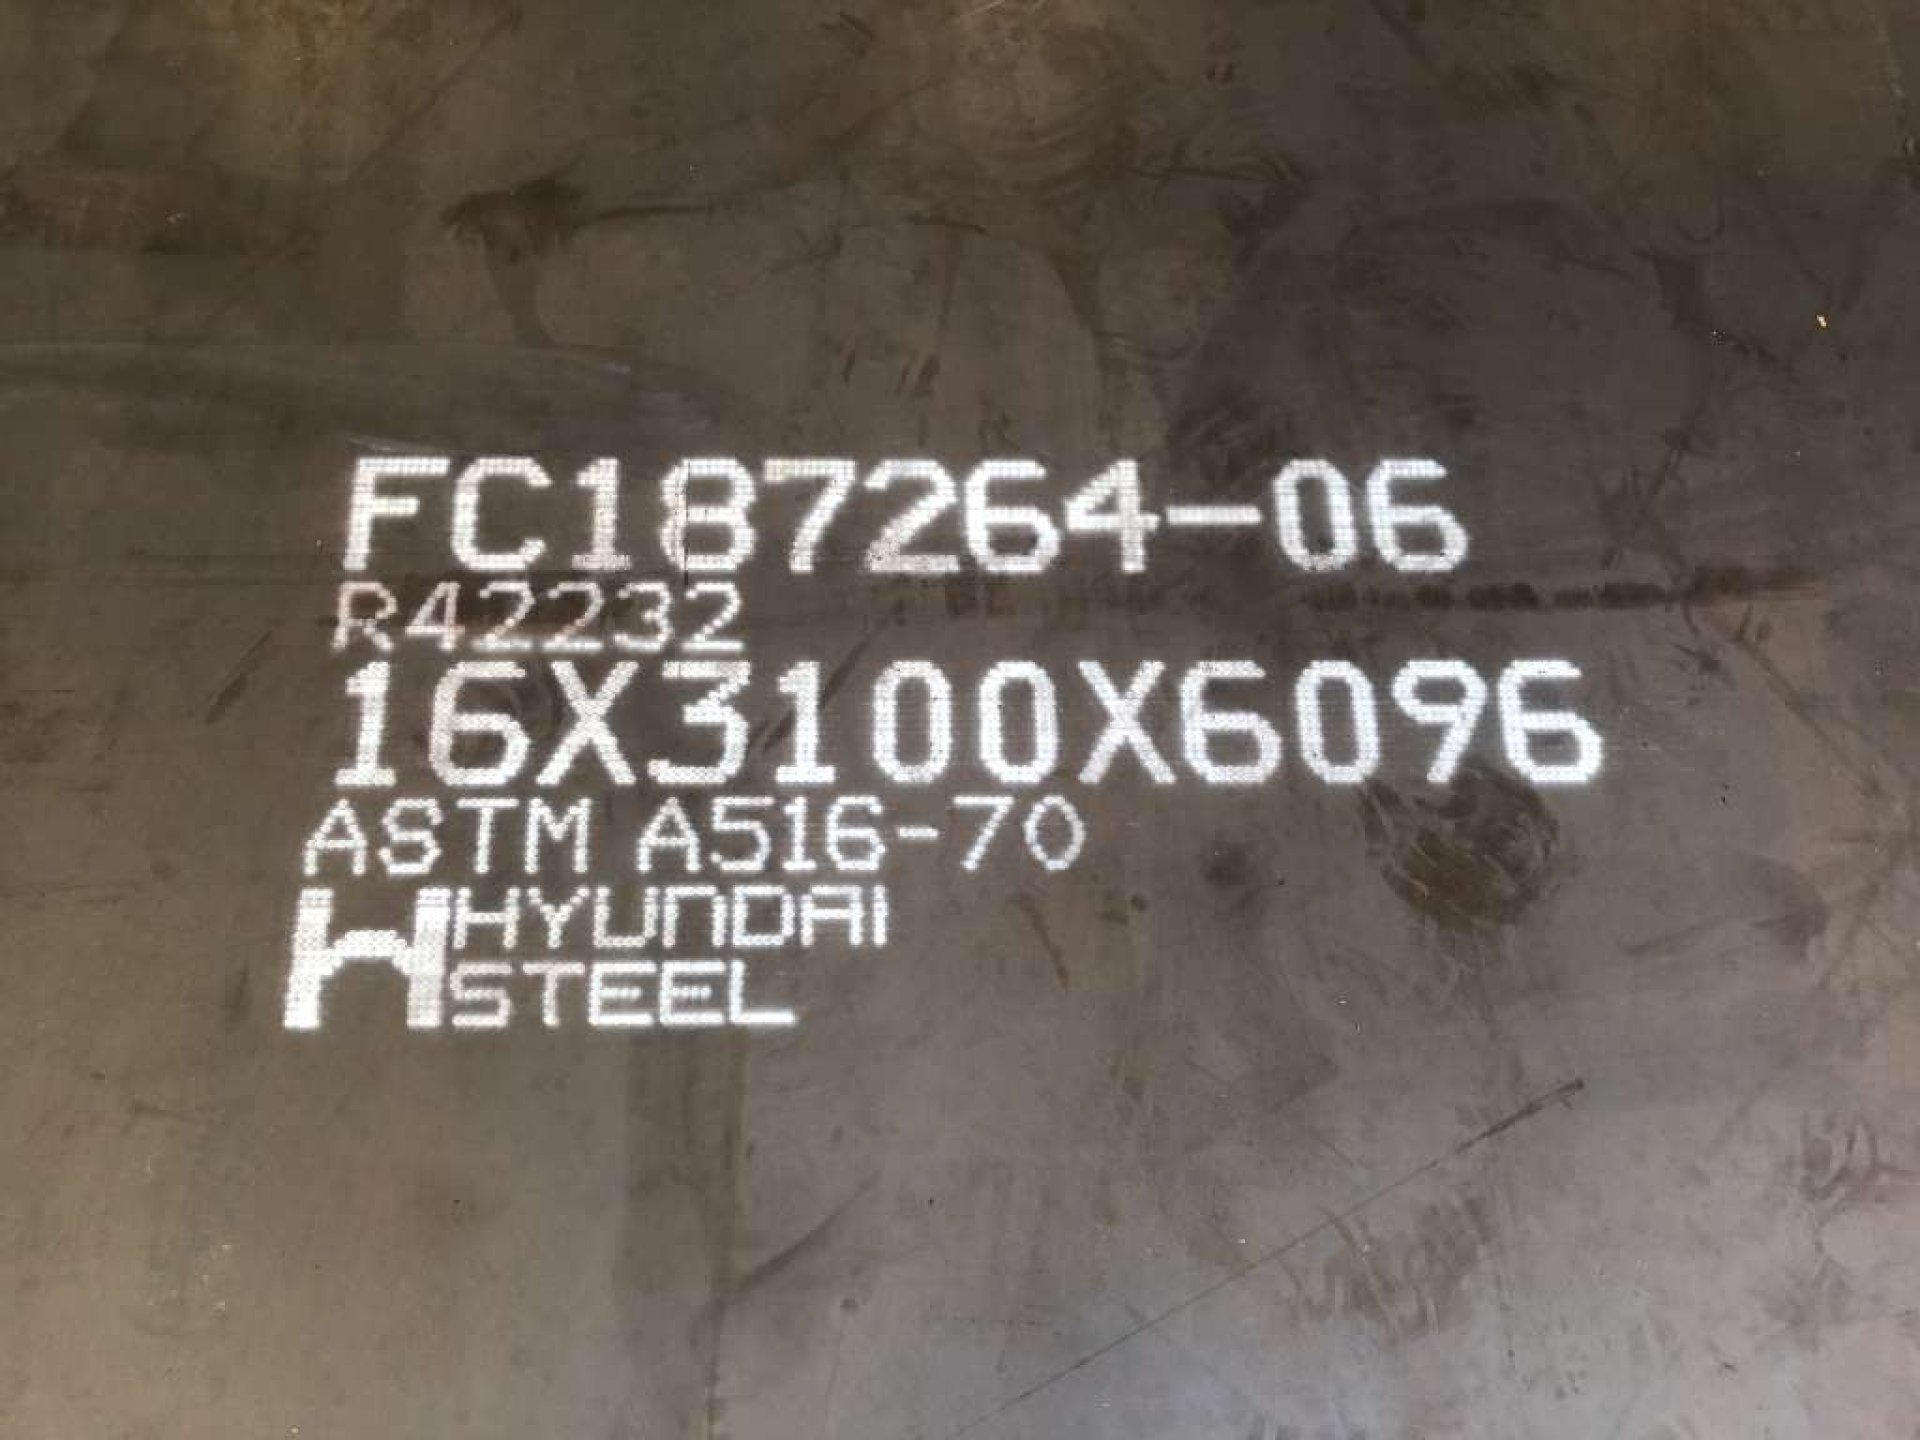 FC187264-06
R42232
16X3100X6096
ASTM A516-70
HYUNDAI
STEEL